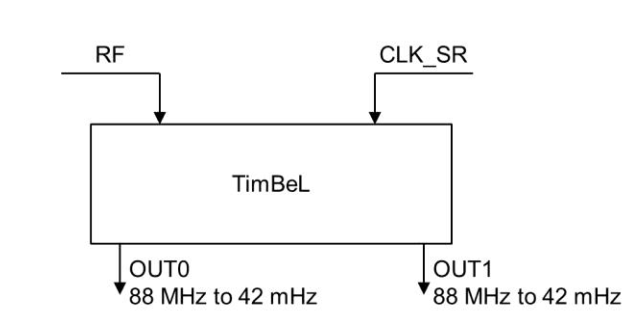 RF
CLK_SR
TimBeL
OUT0
88 MHz to 42 mHz
OUT1
88 MHz to 42 mHz